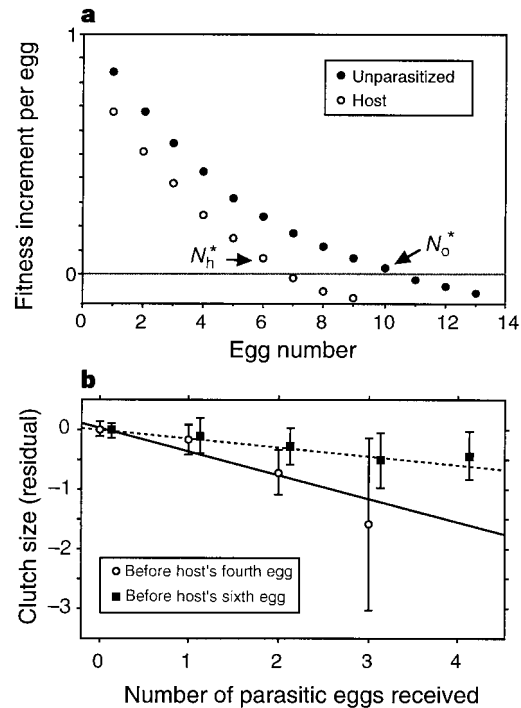 a
Fitness increment per egg
1
0
Unparasitized
Host
N_h*
N_o*
0 2 4 6 8 10 12 14
Egg number
b
Clutch size (residual)
0
−1
−2
−3
Before host's fourth egg
Before host's sixth egg
0 1 2 3 4
Number of parasitic eggs received